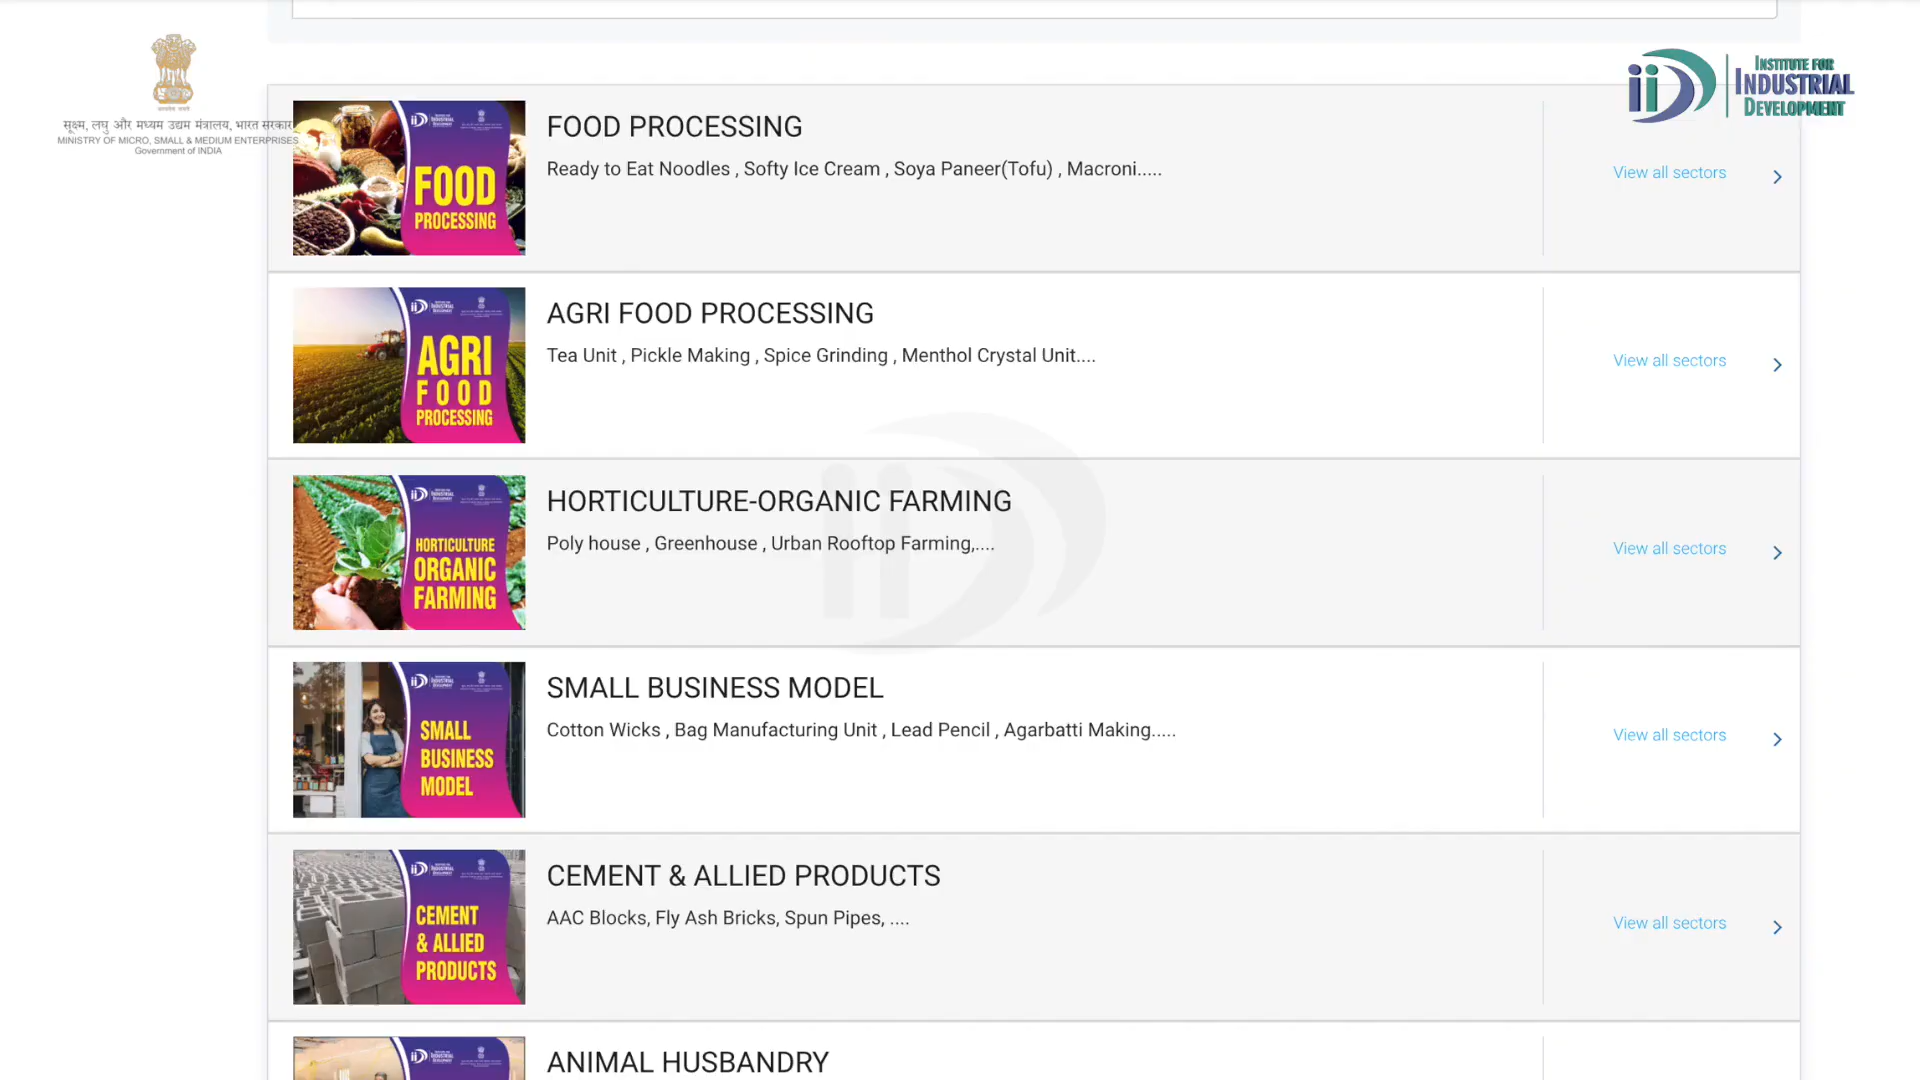 सूक्ष्म, लघु और मध्यम उद्यम मंत्रालय, भारत सरकार
MINISTRY OF MICRO, SMALL & MEDIUM ENTERPRISES
Government of INDIA
INSTITUTE FOR
INDUSTRIAL
DEVELOPMENT
FOOD
PROCESSING
FOOD PROCESSING
Ready to Eat Noodles , Softy Ice Cream , Soya Paneer(Tofu) , Macroni.....
View all sectors
AGRI
FOOD
PROCESSING
AGRI FOOD PROCESSING
Tea Unit , Pickle Making , Spice Grinding , Menthol Crystal Unit....
View all sectors
HORTICULTURE
ORGANIC
FARMING
HORTICULTURE-ORGANIC FARMING
Poly house , Greenhouse , Urban Rooftop Farming,....
View all sectors
SMALL
BUSINESS
MODEL
SMALL BUSINESS MODEL
Cotton Wicks , Bag Manufacturing Unit , Lead Pencil , Agarbatti Making.....
View all sectors
CEMENT
& ALLIED
PRODUCTS
CEMENT & ALLIED PRODUCTS
AAC Blocks, Fly Ash Bricks, Spun Pipes, ....
View all sectors
ANIMAL HUSBANDRY